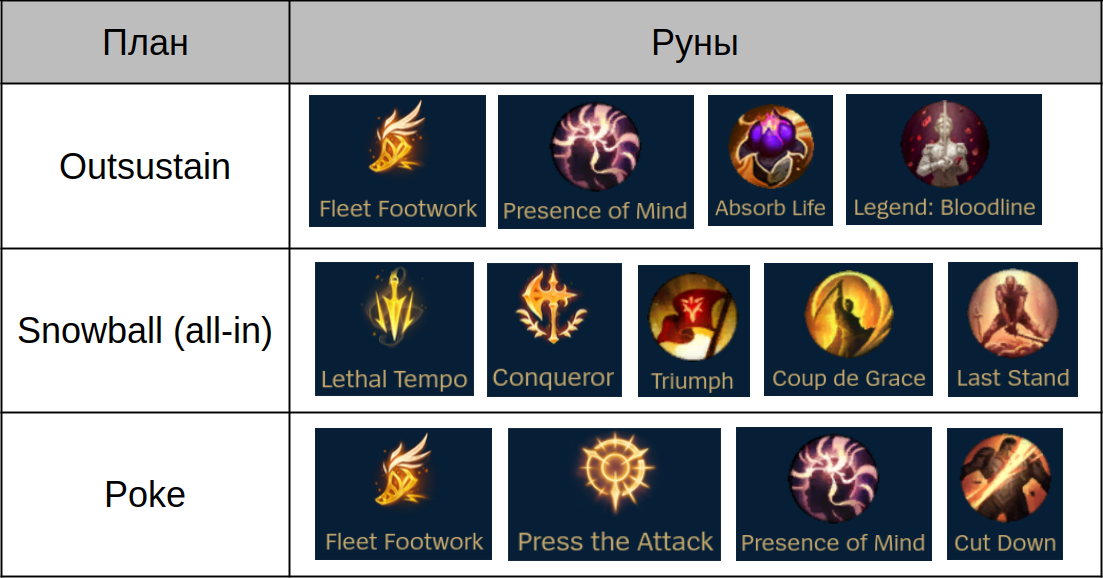 План
Руны
Outsustain
Fleet Footwork
Presence of Mind
Absorb Life
Legend: Bloodline
Snowball (all-in)
Lethal Tempo
Conqueror
Triumph
Coup de Grace
Last Stand
Poke
Fleet Footwork
Press the Attack
Presence of Mind
Cut Down